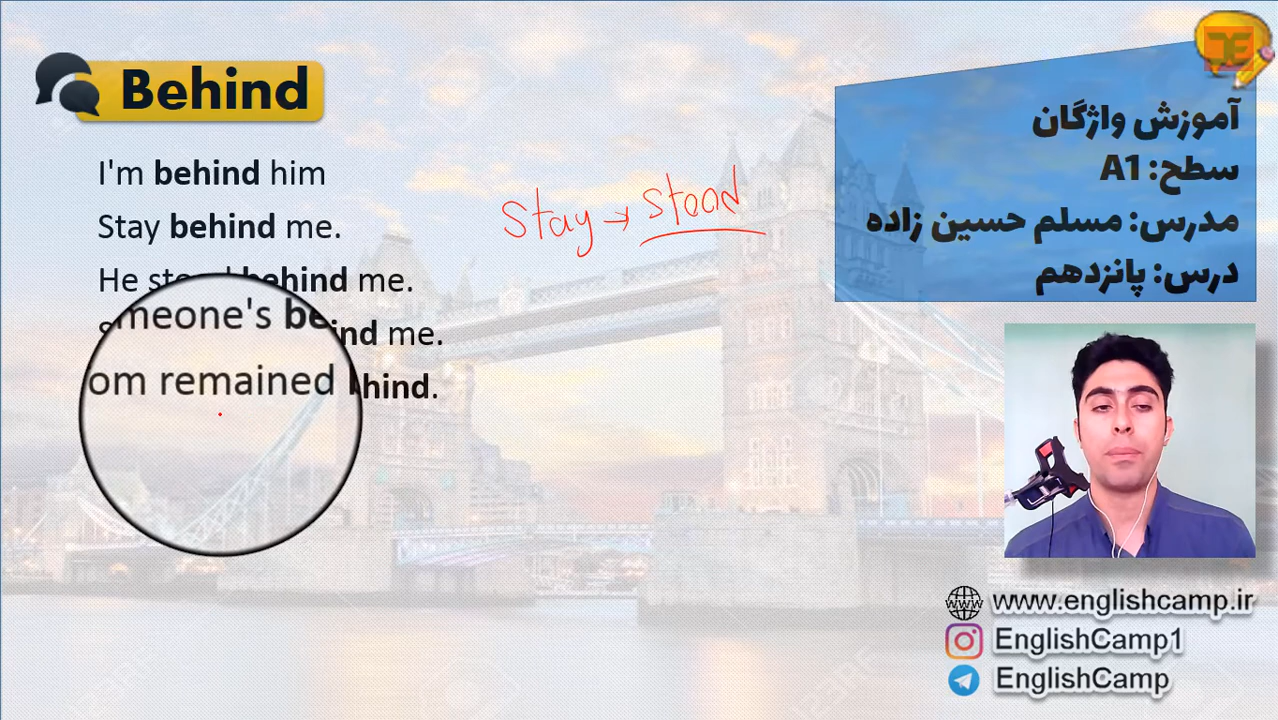 Behind
I'm behind him
Stay behind me.
He behind me.
meone's be ind me.
om remained hind.
Stay → stood
آموزش واژگان
سطح: A1
مدرس: مسلم حسین زاده
درس: پانزدهم
www.englishcamp.ir
EnglishCamp1
EnglishCamp